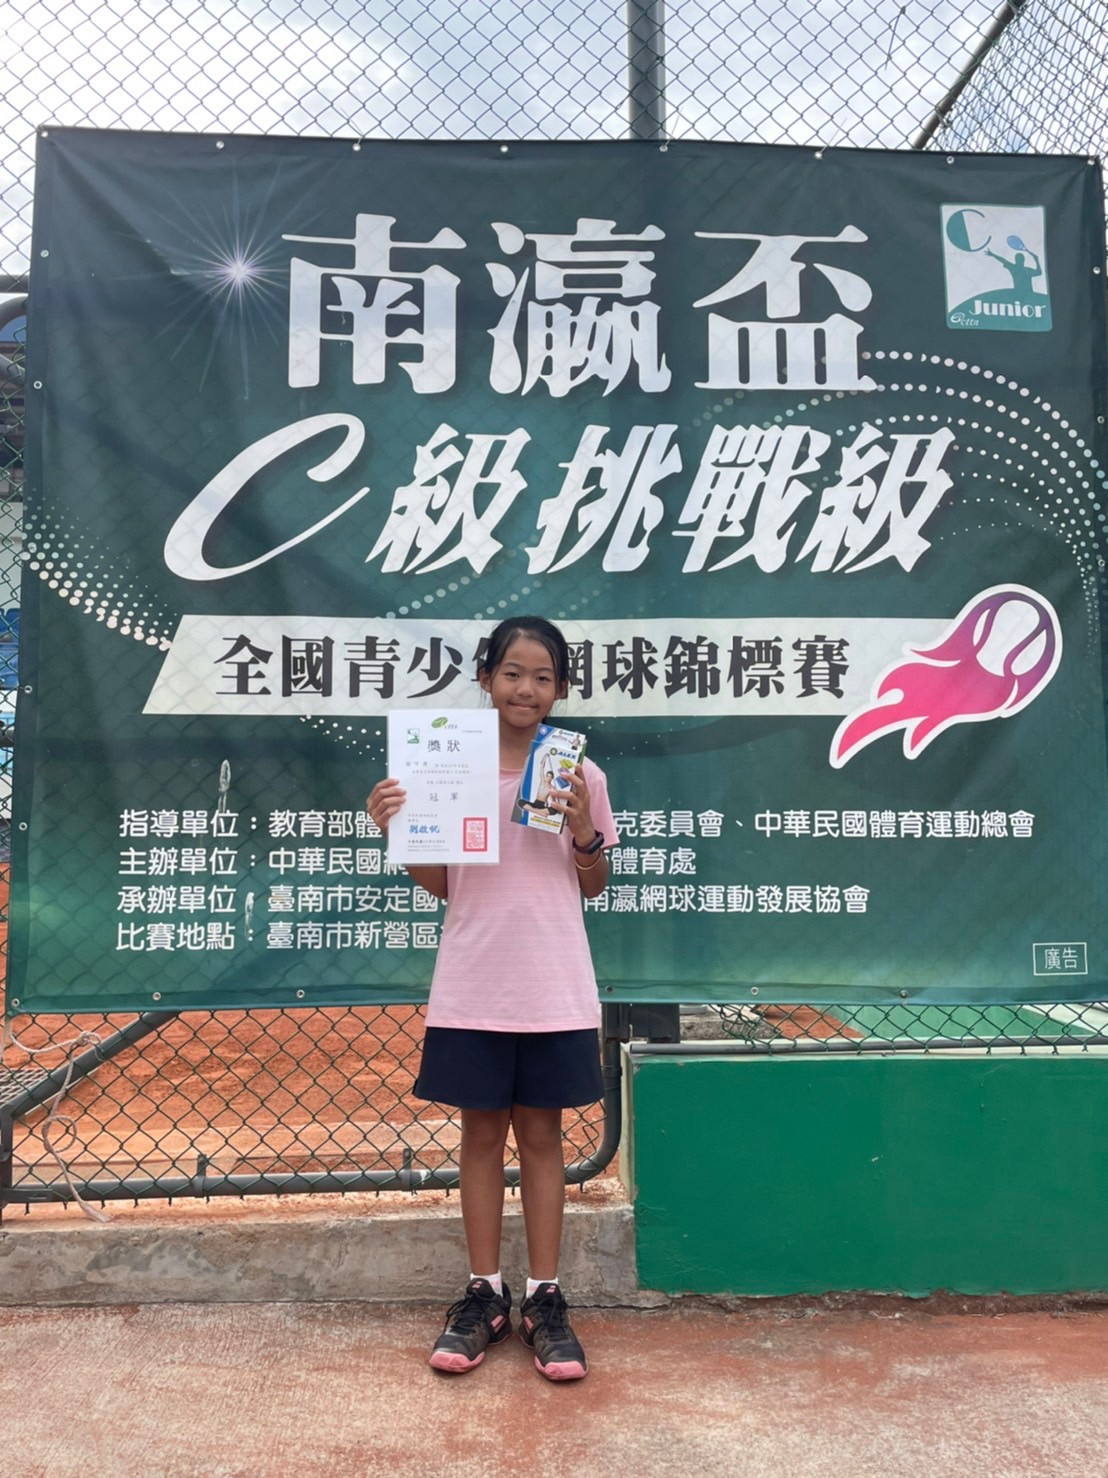 南瀛盃
Junior
C級挑戰級
全國青少年網球錦標賽
獎狀
冠軍
ALEX
指導單位：教育部體 克委員會、中華民國體育運動總會
主辦單位：中華民國網 體育處
承辦單位：臺南市安定國 南瀛網球運動發展協會
比賽地點：臺南市新營區
廣告